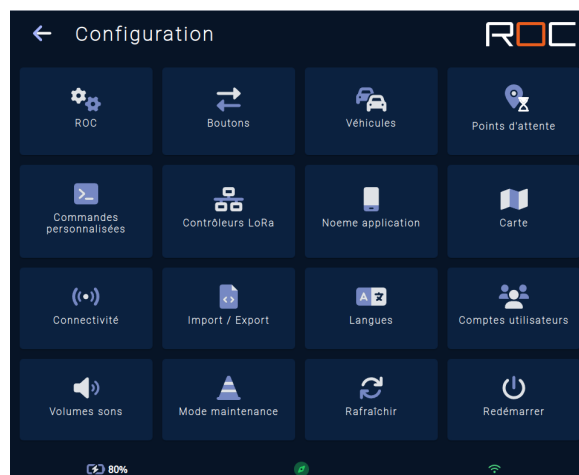 Configuration
ROC
ROC
Boutons
Véhicules
Points d'attente
Commandes
personnalisées
Contrôleurs LoRa
Noeme application
Carte
Connectivité
Import / Export
A
Langues
Comptes utilisateurs
Volumes sons
Mode maintenance
Rafraîchir
Redémarrer
80%